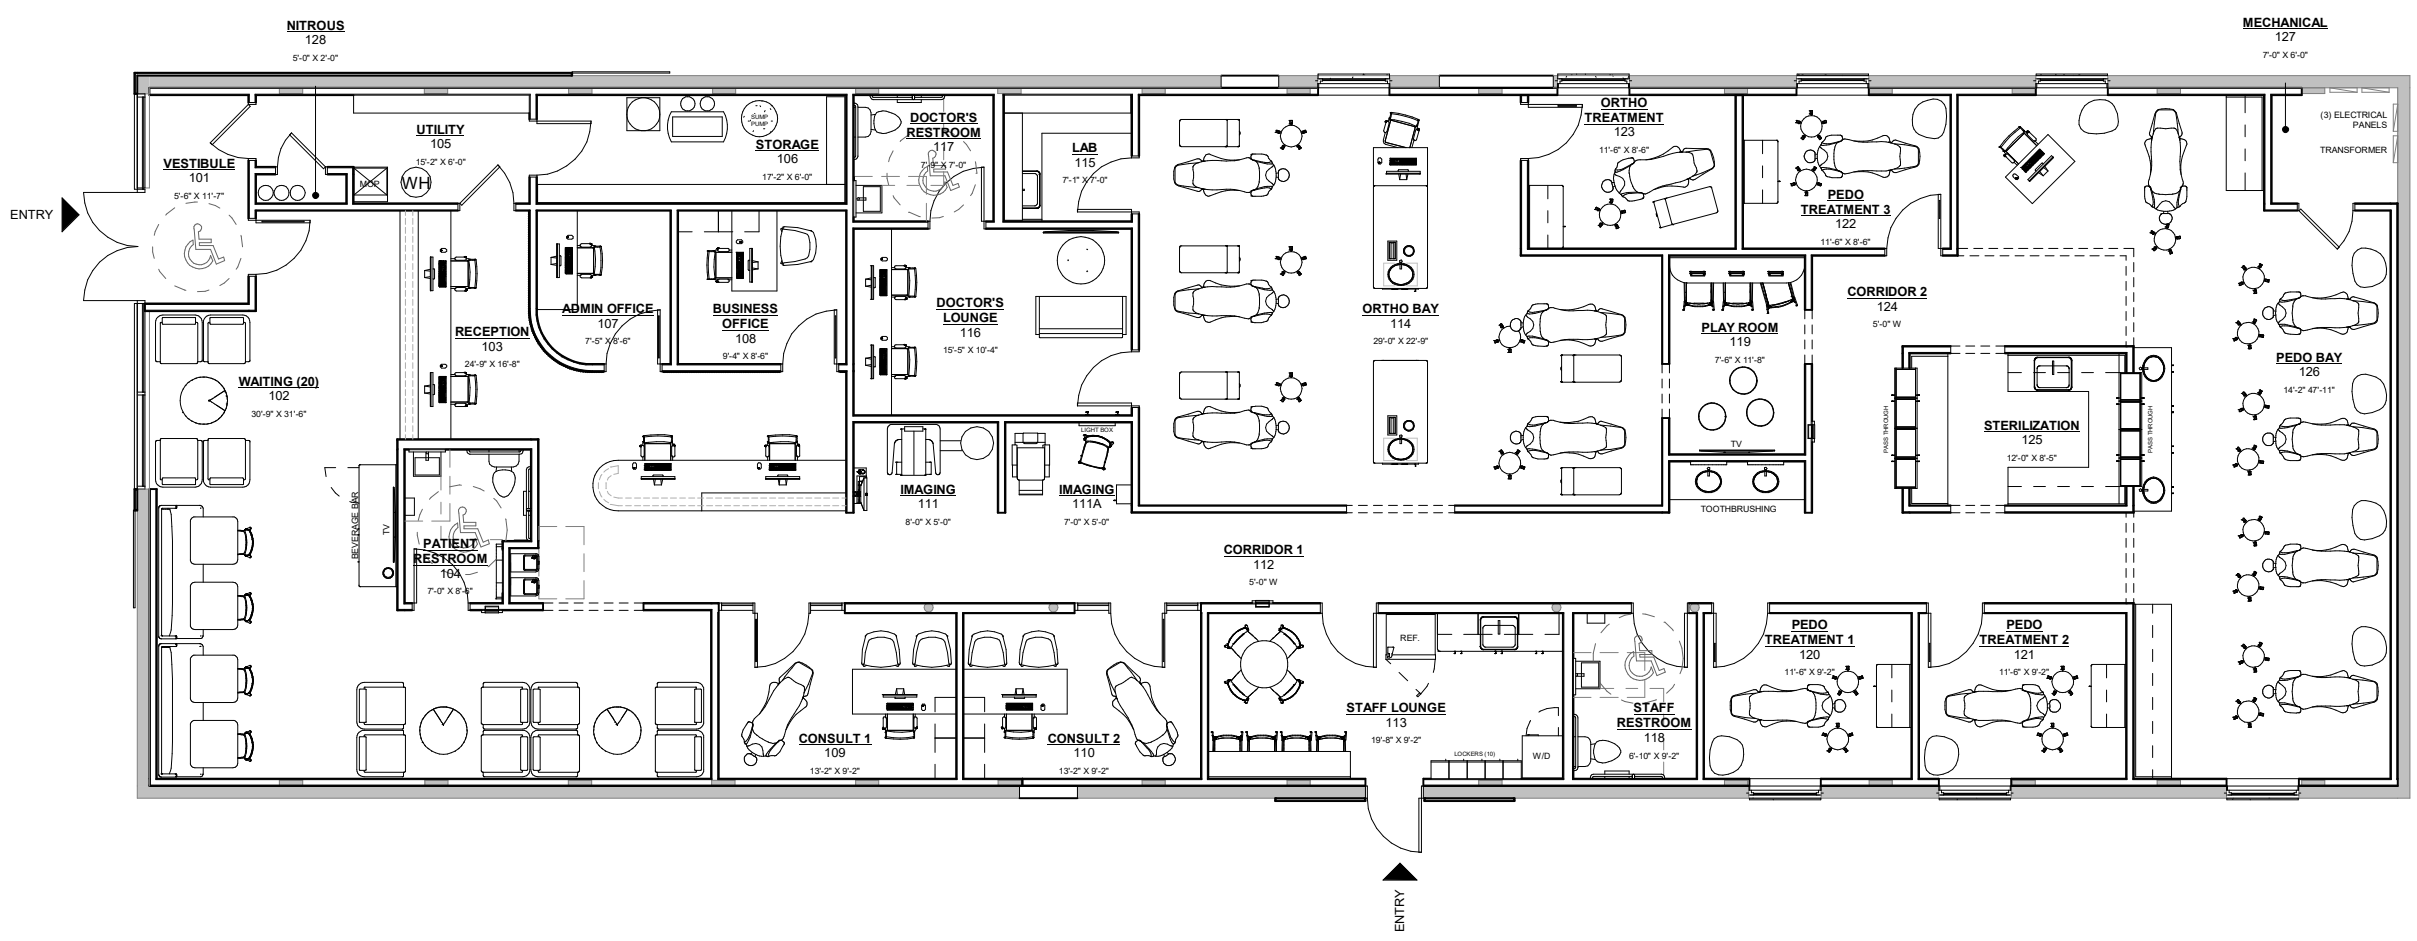 NITROUS
128
5'-0" X 2'-0"
MECHANICAL
127
7'-0" X 6'-0"
(3) ELECTRICAL
PANELS
TRANSFORMER
ENTRY
VESTIBULE
101
5'-6" X 11'-7"
UTILITY
105
15'-2" X 6'-0"
MOP
WH
SUMP
PUMP
STORAGE
106
17'-2" X 6'-0"
DOCTOR'S
RESTROOM
117
7'-9" X 7'-0"
LAB
115
7'-1" X 7'-0"
ORTHO
TREATMENT
123
11'-6" X 8'-6"
PEDO
TREATMENT 3
122
11'-6" X 8'-6"
RECEPTION
103
24'-9" X 16'-8"
ADMIN OFFICE
107
7'-5" X 8'-6"
BUSINESS
OFFICE
108
9'-4" X 8'-6"
DOCTOR'S
LOUNGE
116
15'-5" X 10'-4"
ORTHO BAY
114
29'-0" X 22'-9"
PLAY ROOM
119
7'-6" X 11'-8"
TV
CORRIDOR 2
124
5'-0" W
PEDO BAY
126
14'-2" 47'-11"
WAITING (20)
102
30'-9" X 31'-6"
PASS THROUGH
STERILIZATION
125
12'-0" X 8'-5"
PASS THROUGH
BEVERAGE BAR
TV
PATIENT
RESTROOM
104
7'-0" X 8'-6"
IMAGING
111
8'-0" X 5'-0"
LIGHT BOX
IMAGING
111A
7'-0" X 5'-0"
TOOTHBRUSHING
CORRIDOR 1
112
5'-0" W
CONSULT 1
109
13'-2" X 9'-2"
CONSULT 2
110
13'-2" X 9'-2"
REF.
STAFF LOUNGE
113
19'-8" X 9'-2"
LOCKERS (10)
W/D
STAFF
RESTROOM
118
6'-10" X 9'-2"
PEDO
TREATMENT 1
120
11'-6" X 9'-2"
PEDO
TREATMENT 2
121
11'-6" X 9'-2"
ENTRY